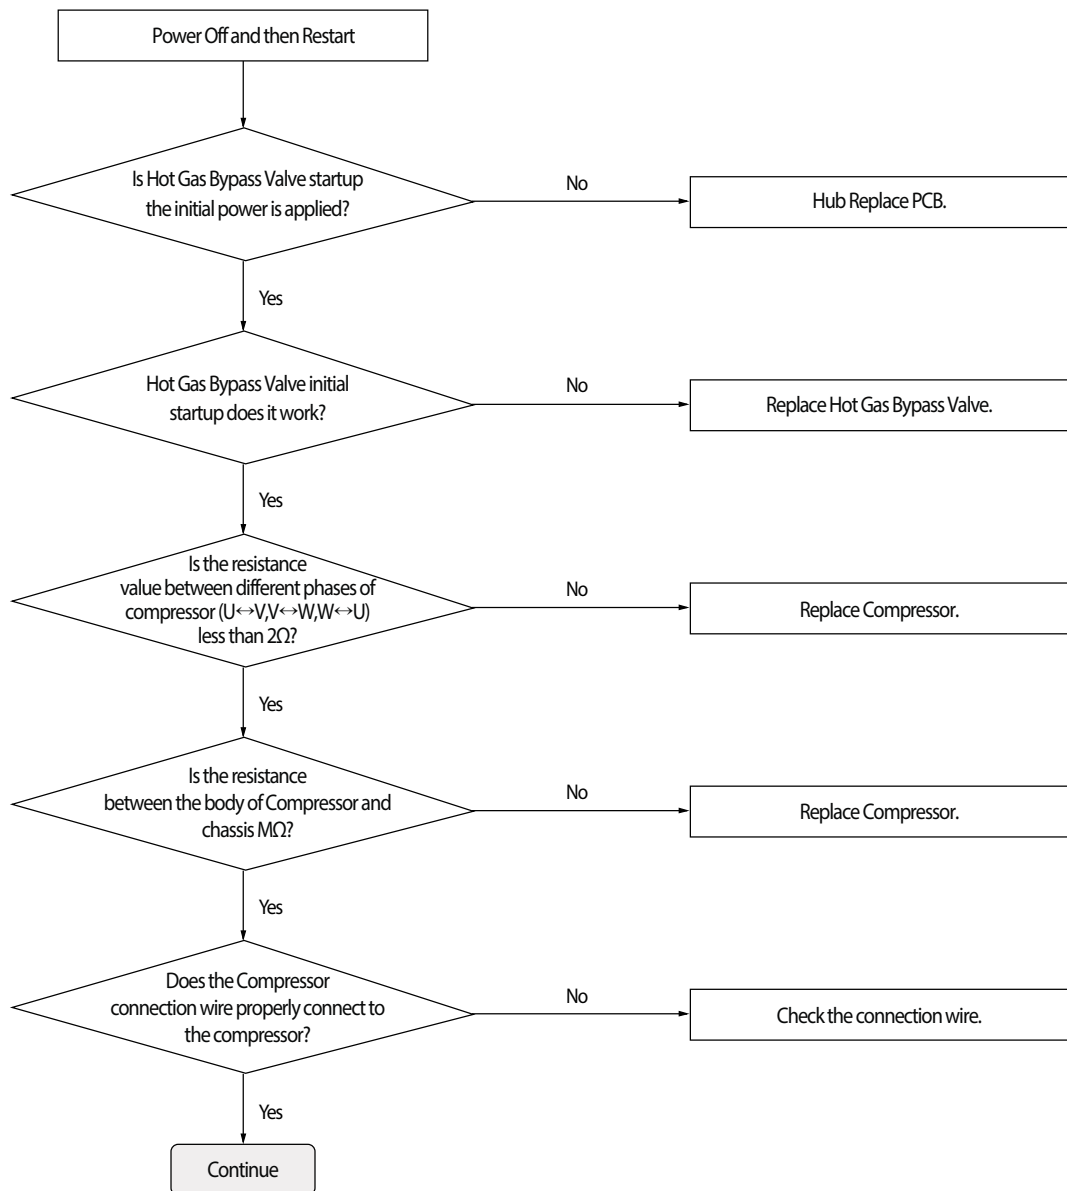 Power Off and then Restart
Is Hot Gas Bypass Valve startup
the initial power is applied?
No
Hub Replace PCB.
Yes
Hot Gas Bypass Valve initial
startup does it work?
No
Replace Hot Gas Bypass Valve.
Yes
Is the resistance
value between different phases of
compressor (U↔V,V↔W,W↔U)
less than 2Ω?
No
Replace Compressor.
Yes
Is the resistance
between the body of Compressor and
chassis MΩ?
No
Replace Compressor.
Yes
Does the Compressor
connection wire properly connect to
the compressor?
No
Check the connection wire.
Yes
Continue